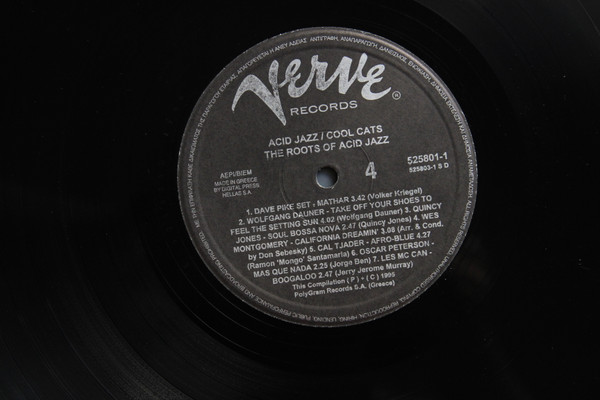 Verve
RECORDS
®
ACID JAZZ / COOL CATS
THE ROOTS OF ACID JAZZ
AEPI/BIEM
MADE IN GREECE
BY DIGITAL PRESS
HELLAS S.A.
4
525801-1
525803-1 S D
1. DAVE PIKE SET , MATHAR 3.42 (Volker Kriegel)
2. WOLFGANG DAUNER - TAKE OFF YOUR SHOES TO
FEEL THE SETTING SUN 4.02 (Wolfgang Dauner) 3. QUINCY
JONES - SOUL BOSSA NOVA 2.47 (Quincy Jones) 4. WES
MONTGOMERY - CALIFORNIA DREAMIN' 3.08 (Arr. & Cond.
by Don Sebesky) 5. CAL TJADER - AFRO-BLUE 4.27
(Ramon 'Mongo' Santamaria) 6. OSCAR PETERSON -
MAS QUE NADA 2.25 (Jorge Ben) 7. LES MC CAN -
BOOGALOO 2.47 (Jerry Jerome Murray)
This Compilation ( P ) + ( C ) 1995
PolyGram Records S.A. (Greece)